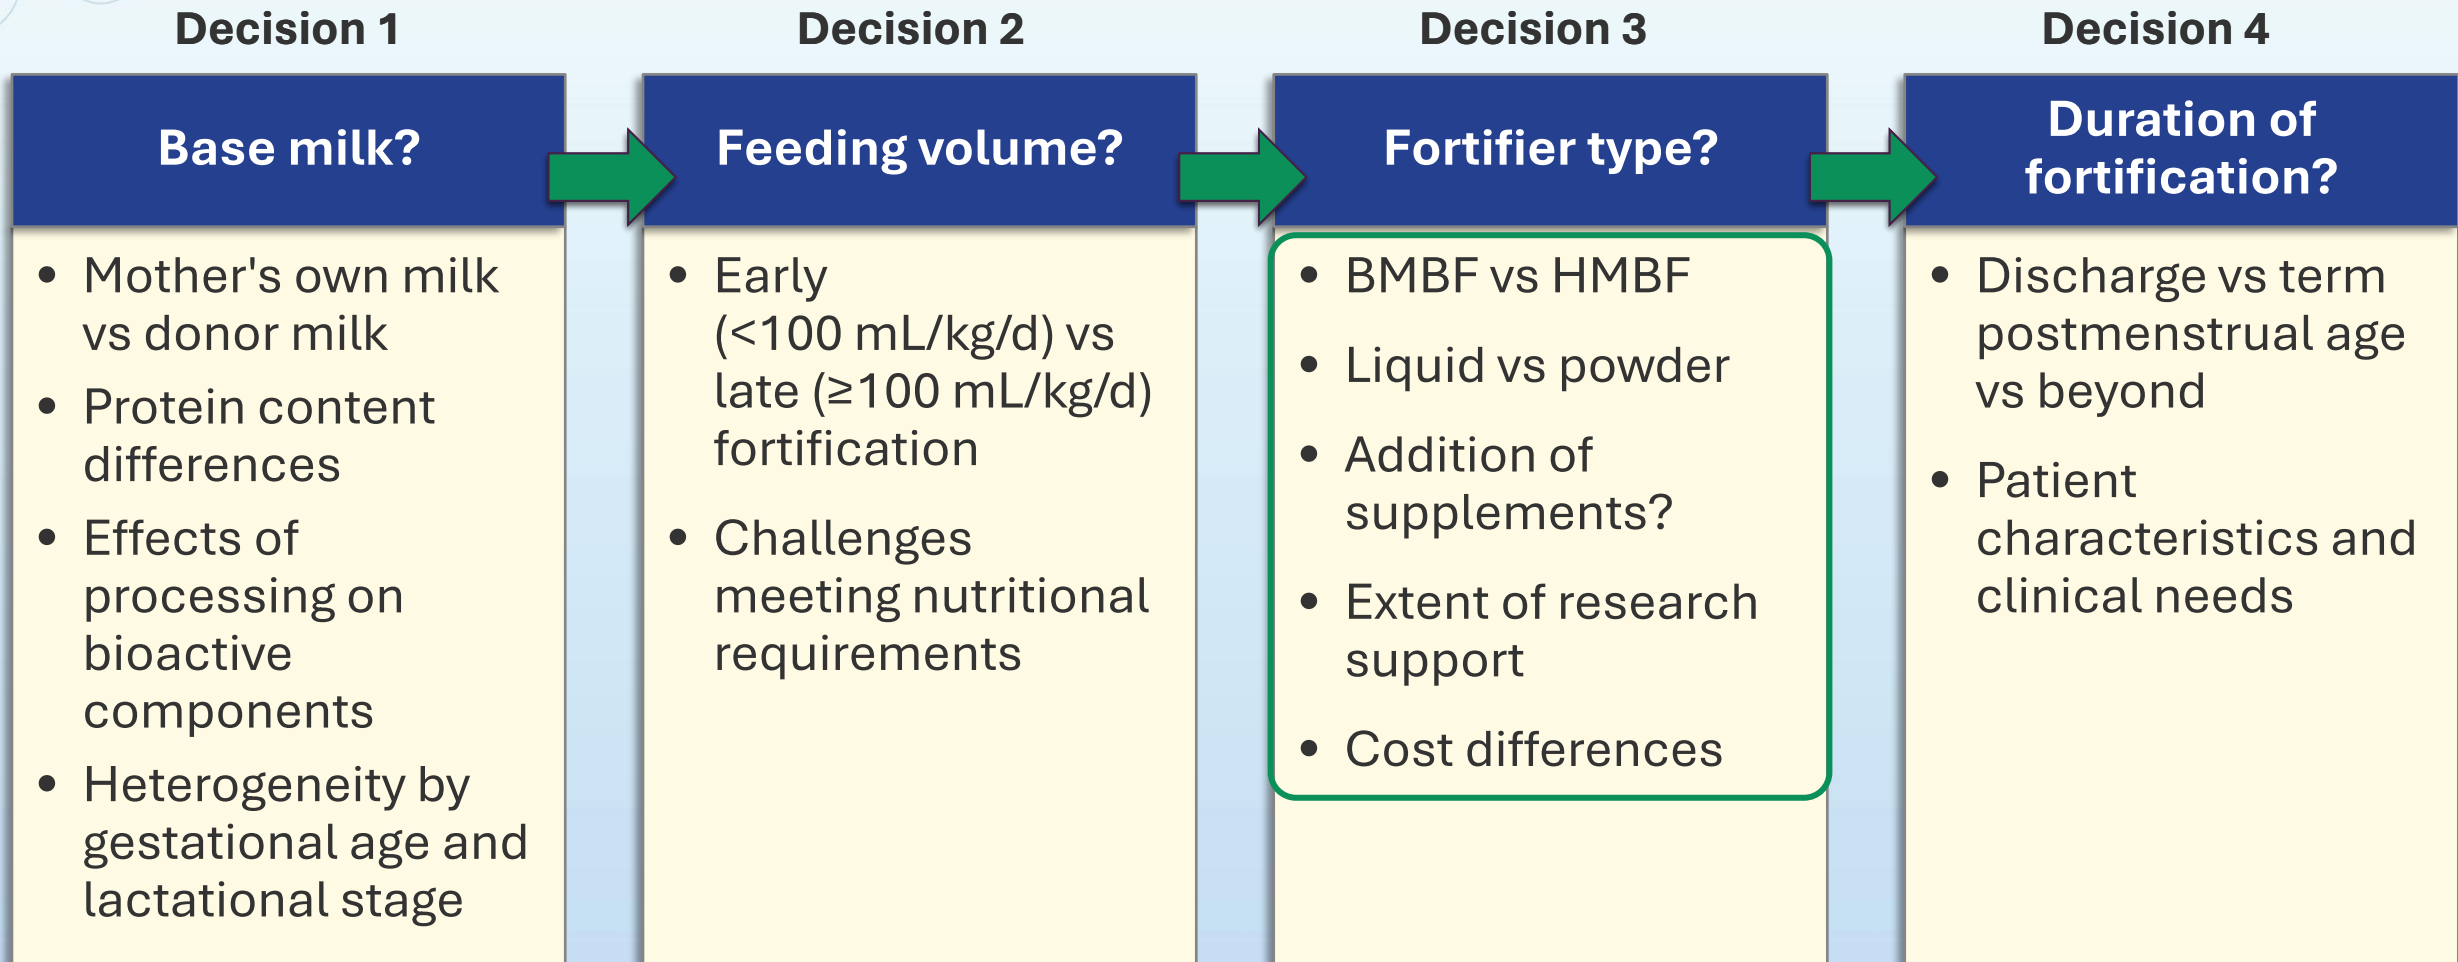 Decision 1
Base milk?
• Mother's own milk
vs donor milk
• Protein content
differences
• Effects of
processing on
bioactive
components
• Heterogeneity by
gestational age and
lactational stage
Decision 2
Feeding volume?
• Early
(<100 mL/kg/d) vs
late (≥100 mL/kg/d)
fortification
• Challenges
meeting nutritional
requirements
Decision 3
Fortifier type?
• BMBF vs HMBF
• Liquid vs powder
• Addition of
supplements?
• Extent of research
support
• Cost differences
Decision 4
Duration of
fortification?
• Discharge vs term
postmenstrual age
vs beyond
• Patient
characteristics and
clinical needs